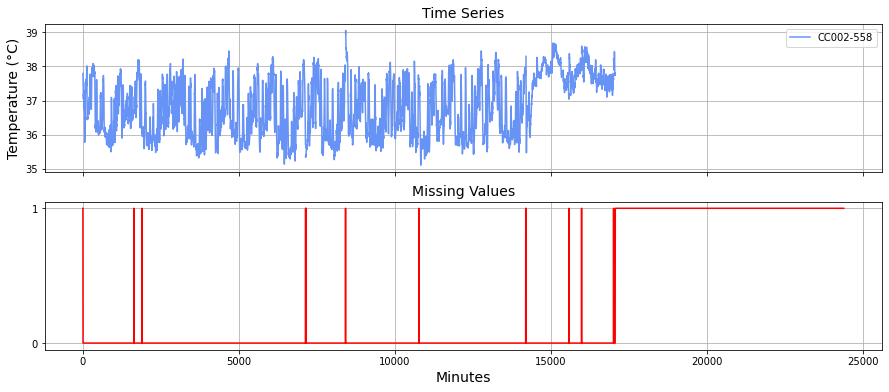 Time Series
CC002-558
39
38
37
36
35
Temperature (°C)
Missing Values
1
0
0
5000
10000
15000
20000
25000
Minutes